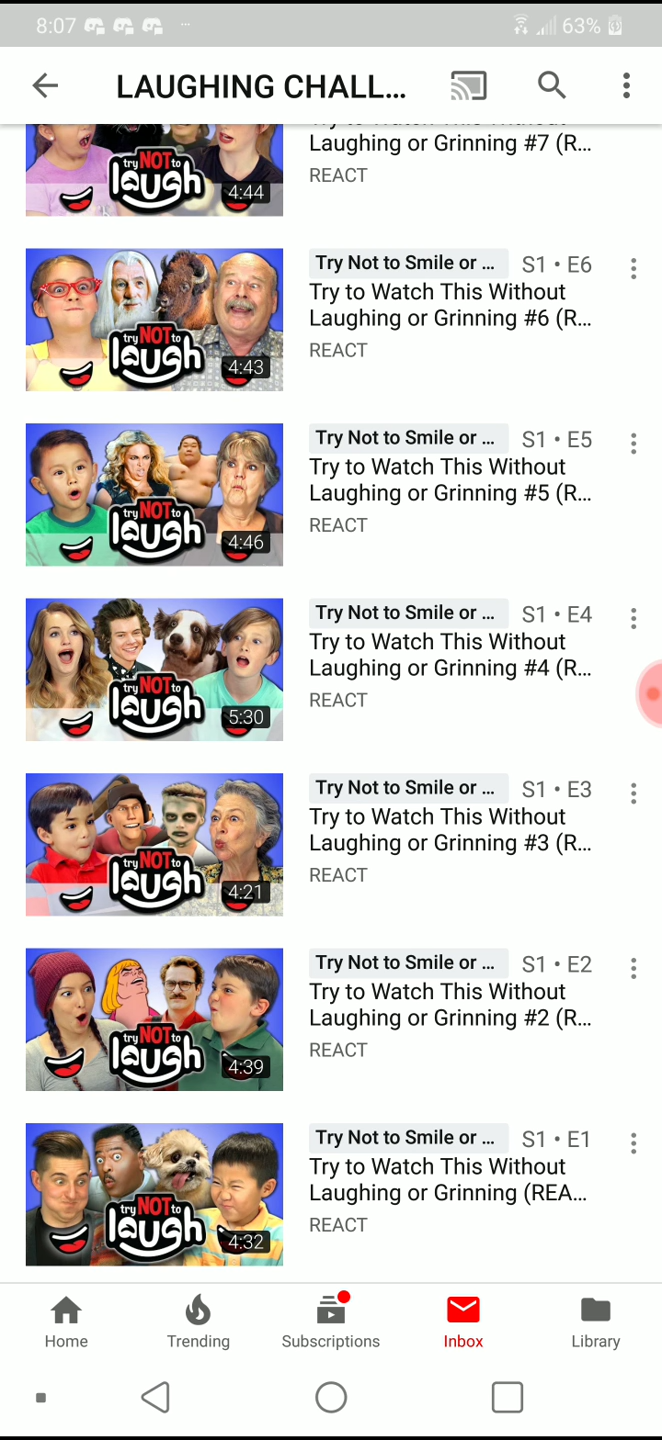 8:07
63%
LAUGHING CHALL...
Laughing or Grinning #7 (R...
REACT
try NOT to
laugh
4:44
Try Not to Smile or ... S1 • E6
Try to Watch This Without
Laughing or Grinning #6 (R...
REACT
try NOT to
laugh
4:43
Try Not to Smile or ... S1 • E5
Try to Watch This Without
Laughing or Grinning #5 (R...
REACT
try NOT to
laugh
4:46
Try Not to Smile or ... S1 • E4
Try to Watch This Without
Laughing or Grinning #4 (R...
REACT
try NOT to
laugh
5:30
Try Not to Smile or ... S1 • E3
Try to Watch This Without
Laughing or Grinning #3 (R...
REACT
try NOT to
laugh
4:21
Try Not to Smile or ... S1 • E2
Try to Watch This Without
Laughing or Grinning #2 (R...
REACT
try NOT to
laugh
4:39
Try Not to Smile or ... S1 • E1
Try to Watch This Without
Laughing or Grinning (REA...
REACT
try NOT to
laugh
4:32
Home Trending Subscriptions Inbox Library